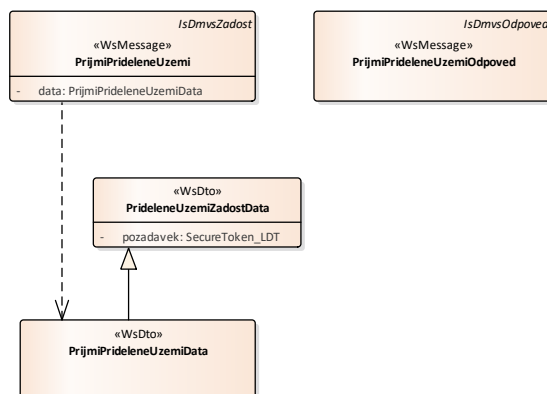 IsDmvsZadost
«WsMessage»
PrijmiPrideleneUzemi
- data: PrijmiPrideleneUzemiData
IsDmvsOdpoved
«WsMessage»
PrijmiPrideleneUzemiOdpoved
«WsDto»
PrideleneUzemiZadostData
- pozadavek: SecureToken_LDT
«WsDto»
PrijmiPrideleneUzemiData